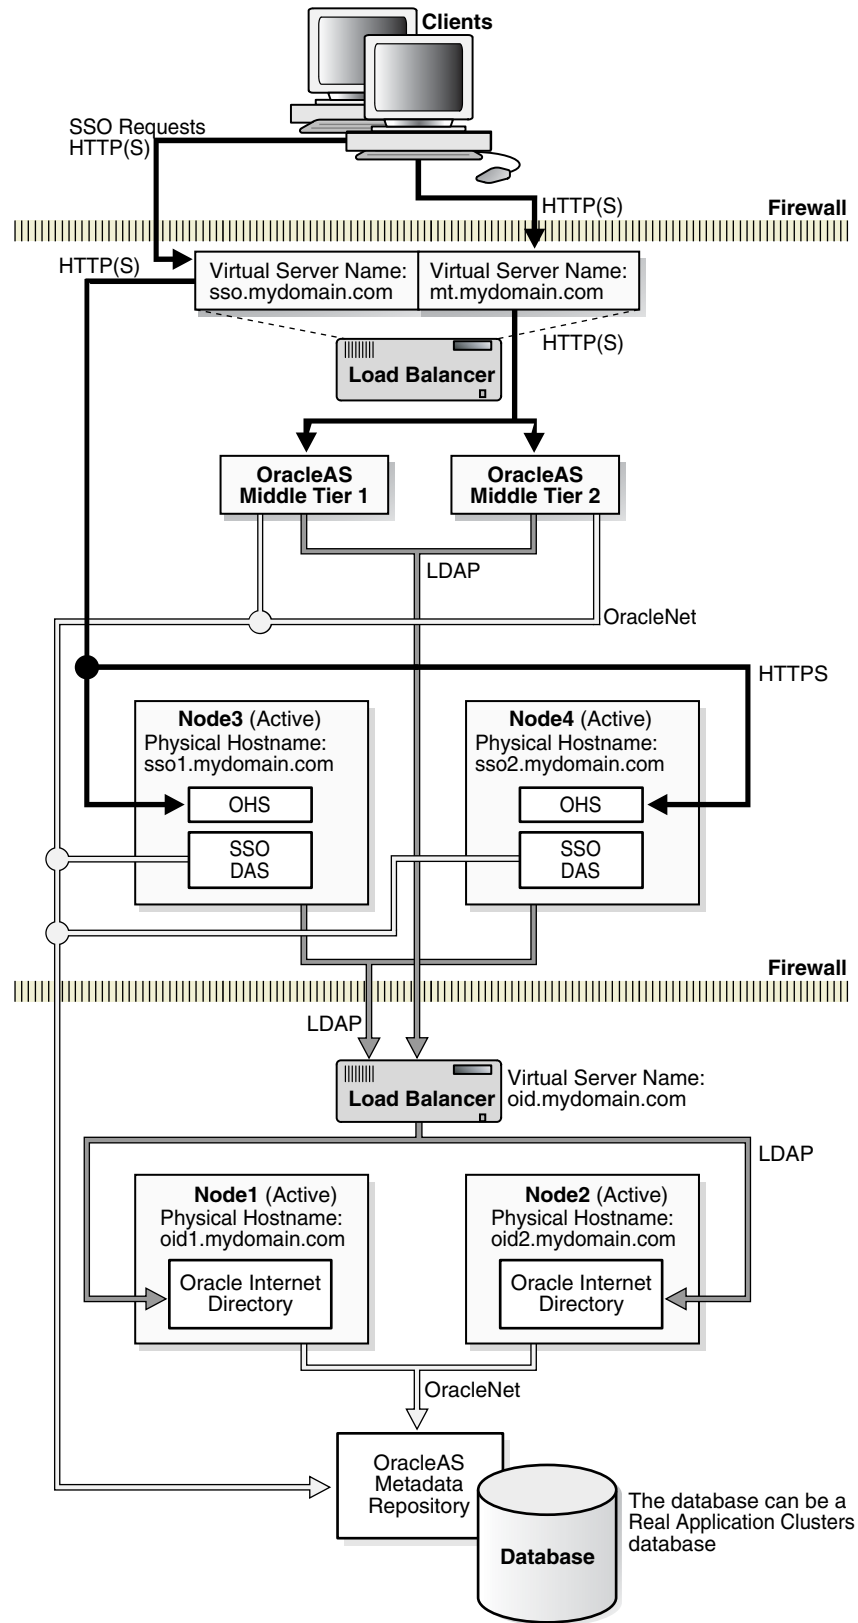 Clients
SSO Requests
HTTP(S)
HTTP(S)
Firewall
HTTP(S)
Virtual Server Name:
sso.mydomain.com
Virtual Server Name:
mt.mydomain.com
HTTP(S)
Load Balancer
OracleAS
Middle Tier 1
OracleAS
Middle Tier 2
LDAP
OracleNet
HTTPS
Node3 (Active)
Physical Hostname:
sso1.mydomain.com
OHS
SSO
DAS
Node4 (Active)
Physical Hostname:
sso2.mydomain.com
OHS
SSO
DAS
Firewall
LDAP
Load Balancer
Virtual Server Name:
oid.mydomain.com
LDAP
Node1 (Active)
Physical Hostname:
oid1.mydomain.com
Oracle Internet
Directory
Node2 (Active)
Physical Hostname:
oid2.mydomain.com
Oracle Internet
Directory
OracleNet
OracleAS
Metadata
Repository
Database
The database can be a
Real Application Clusters
database